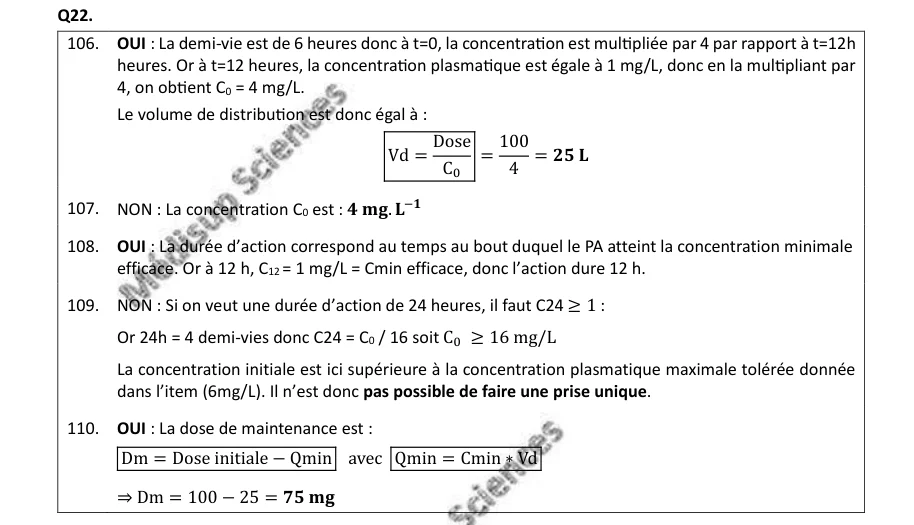 Q22.
106. OUI : La demi-vie est de 6 heures donc à t=0, la concentration est multipliée par 4 par rapport à t=12h
heures. Or à t=12 heures, la concentration plasmatique est égale à 1 mg/L, donc en la multipliant par
4, on obtient C₀ = 4 mg/L.
Le volume de distribution est donc égal à :
Vd = Dose / C₀ = 100 / 4 = 25 L
107. NON : La concentration C₀ est : 4 mg. L⁻¹
108. OUI : La durée d’action correspond au temps au bout duquel le PA atteint la concentration minimale
efficace. Or à 12 h, C₁₂ = 1 mg/L = Cmin efficace, donc l’action dure 12 h.
109. NON : Si on veut une durée d’action de 24 heures, il faut C24 ≥ 1 :
Or 24h = 4 demi-vies donc C24 = C₀ / 16 soit C₀ ≥ 16 mg/L
La concentration initiale est ici supérieure à la concentration plasmatique maximale tolérée donnée
dans l’item (6mg/L). Il n’est donc pas possible de faire une prise unique.
110. OUI : La dose de maintenance est :
Dm = Dose initiale − Qmin avec Qmin = Cmin ∗ Vd
⇒ Dm = 100 − 25 = 75 mg
Médisup Sciences
Sciences